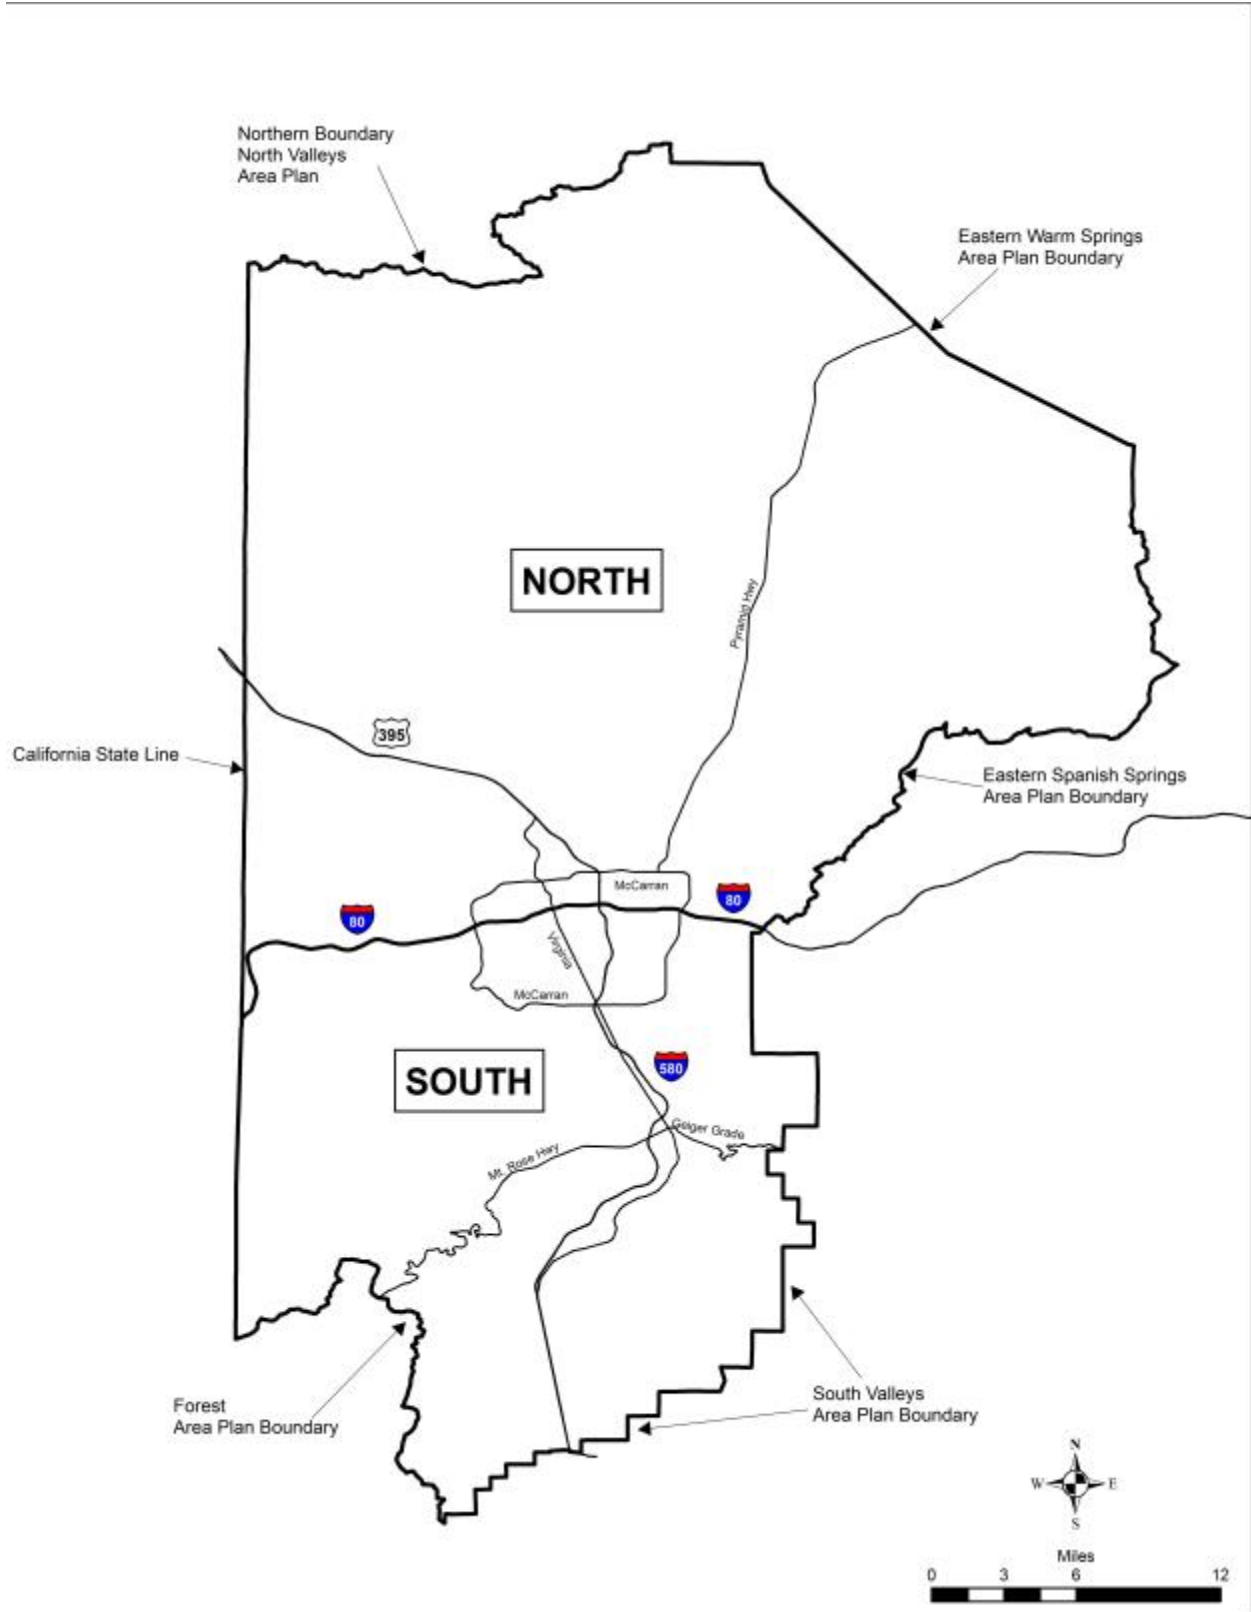 Northern Boundary
North Valleys
Area Plan
Eastern Warm Springs
Area Plan Boundary
NORTH
Pyramid Hwy
395
California State Line
Eastern Spanish Springs
Area Plan Boundary
McCarran
80
80
Virginia
McCarran
SOUTH
580
Geiger Grade
Mt. Rose Hwy
South Valleys
Area Plan Boundary
Forest
Area Plan Boundary
N
W E
S
Miles
0 3 6 12